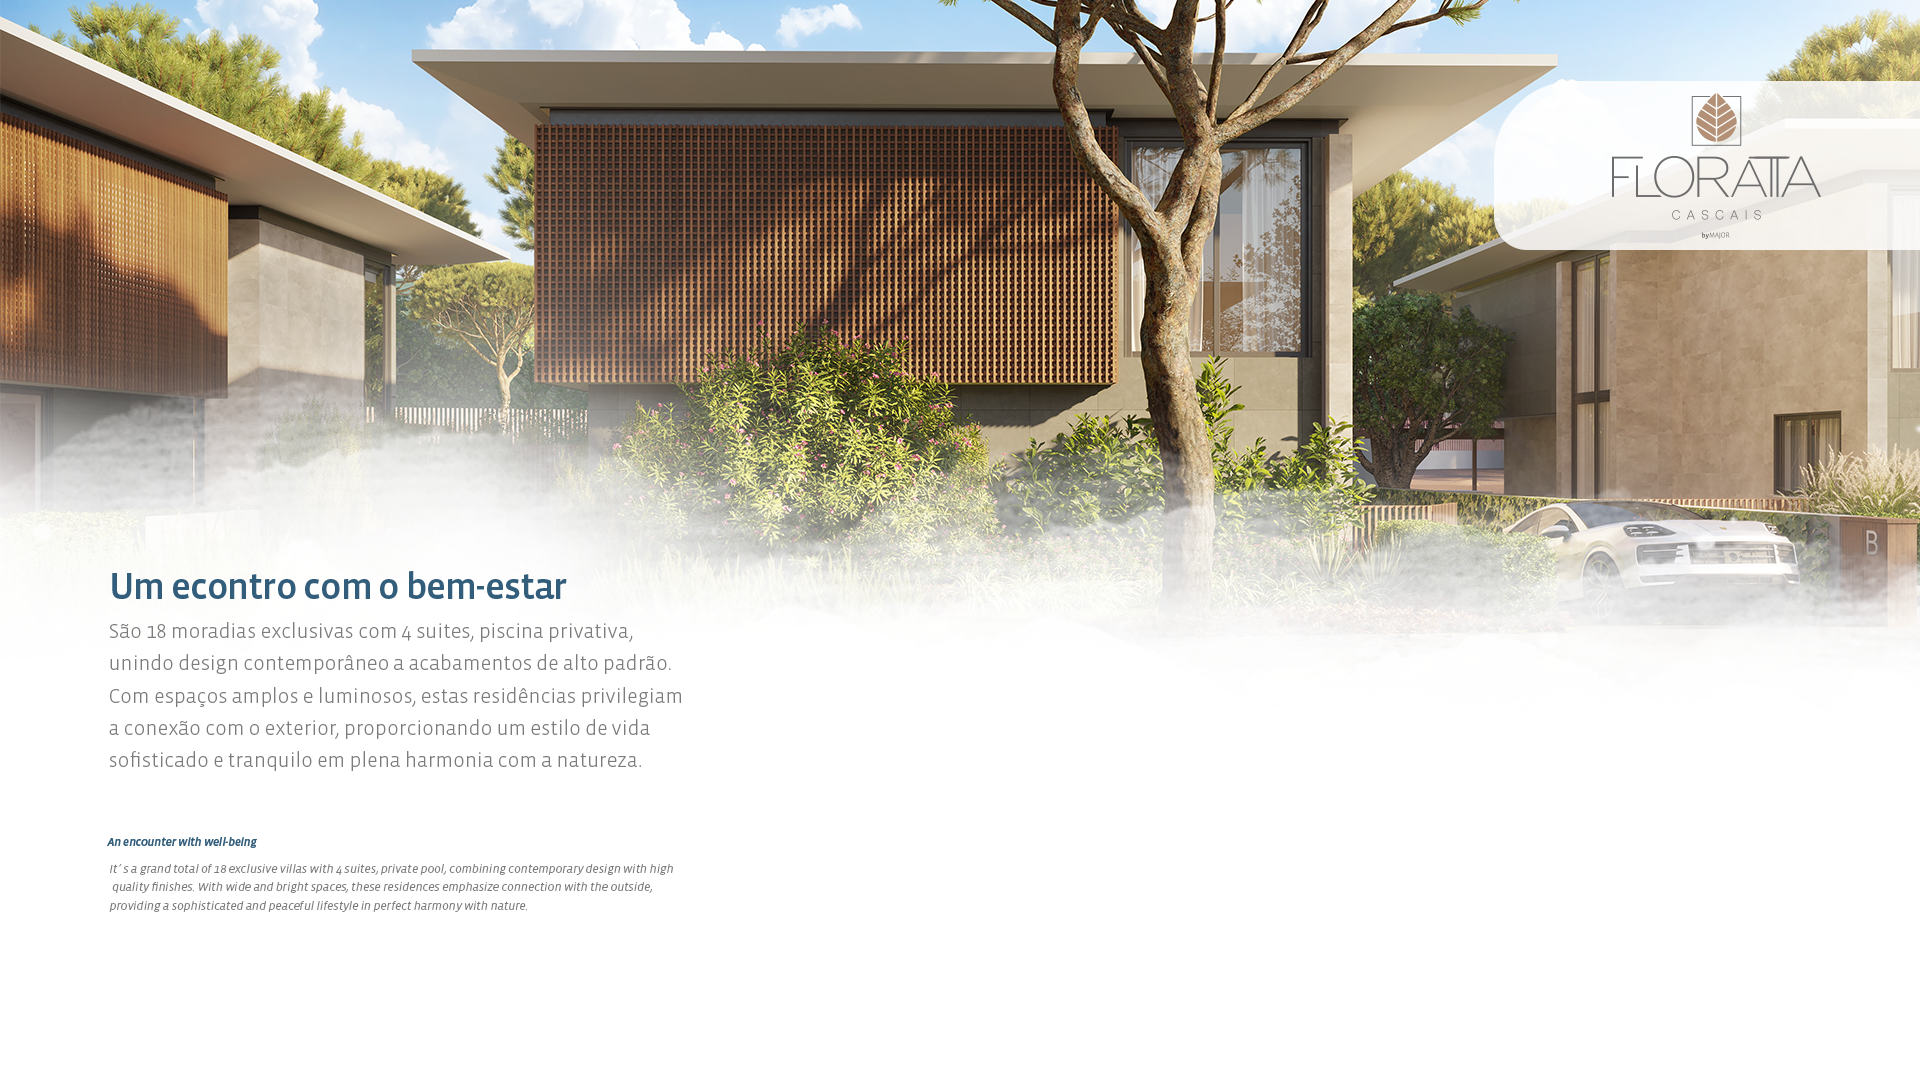 FLORATTA
CASCAIS
by MAJOR
B
Um econtro com o bem-estar
São 18 moradias exclusivas com 4 suites, piscina privativa,
unindo design contemporâneo a acabamentos de alto padrão.
Com espaços amplos e luminosos, estas residências privilegiam
a conexão com o exterior, proporcionando um estilo de vida
sofisticado e tranquilo em plena harmonia com a natureza.
An encounter with well-being
It´s a grand total of 18 exclusive villas with 4 suites, private pool, combining contemporary design with high
quality finishes. With wide and bright spaces, these residences emphasize connection with the outside,
providing a sophisticated and peaceful lifestyle in perfect harmony with nature.